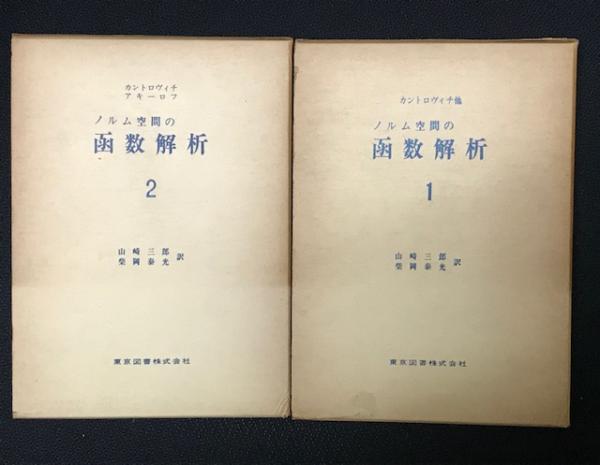 カントロヴィチ
アキーロフ
ノルム空間の
函数解析
2
山崎三郎
柴岡泰光
訳
東京図書株式会社
カントロヴィチ他
ノルム空間の
函数解析
1
山崎三郎
柴岡泰光
訳
東京図書株式会社